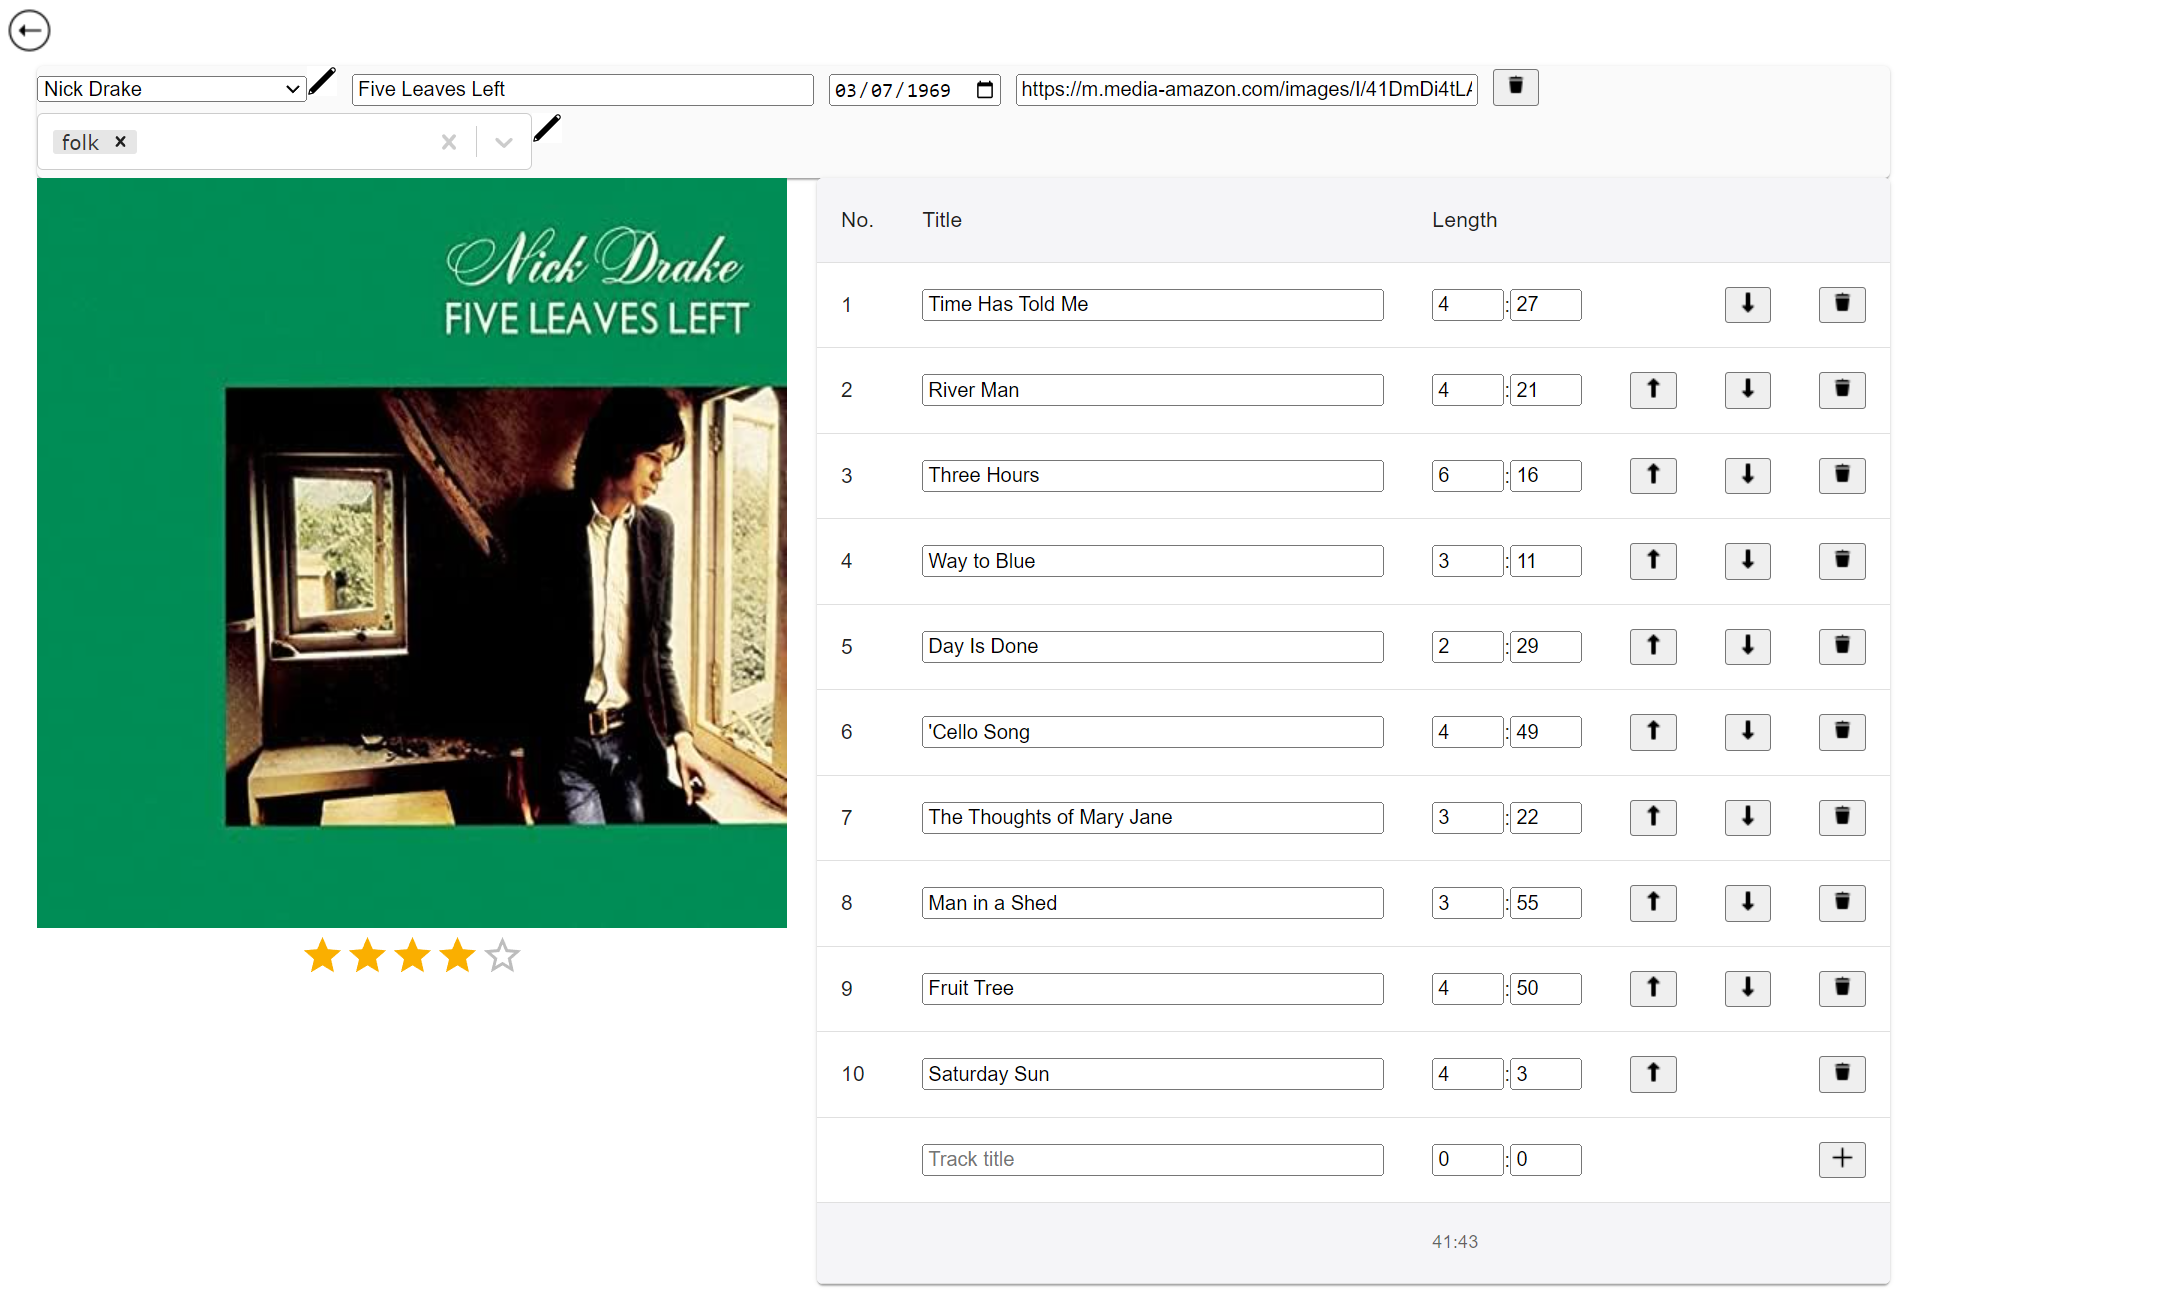 Nick Drake
Five Leaves Left
03/07/1969
https://m.media-amazon.com/images/I/41DmDi4tLA
folk
Nick Drake
FIVE LEAVES LEFT
No. Title Length
1 Time Has Told Me 4 : 27
2 River Man 4 : 21
3 Three Hours 6 : 16
4 Way to Blue 3 : 11
5 Day Is Done 2 : 29
6 'Cello Song 4 : 49
7 The Thoughts of Mary Jane 3 : 22
8 Man in a Shed 3 : 55
9 Fruit Tree 4 : 50
10 Saturday Sun 4 : 3
Track title 0 : 0
41:43